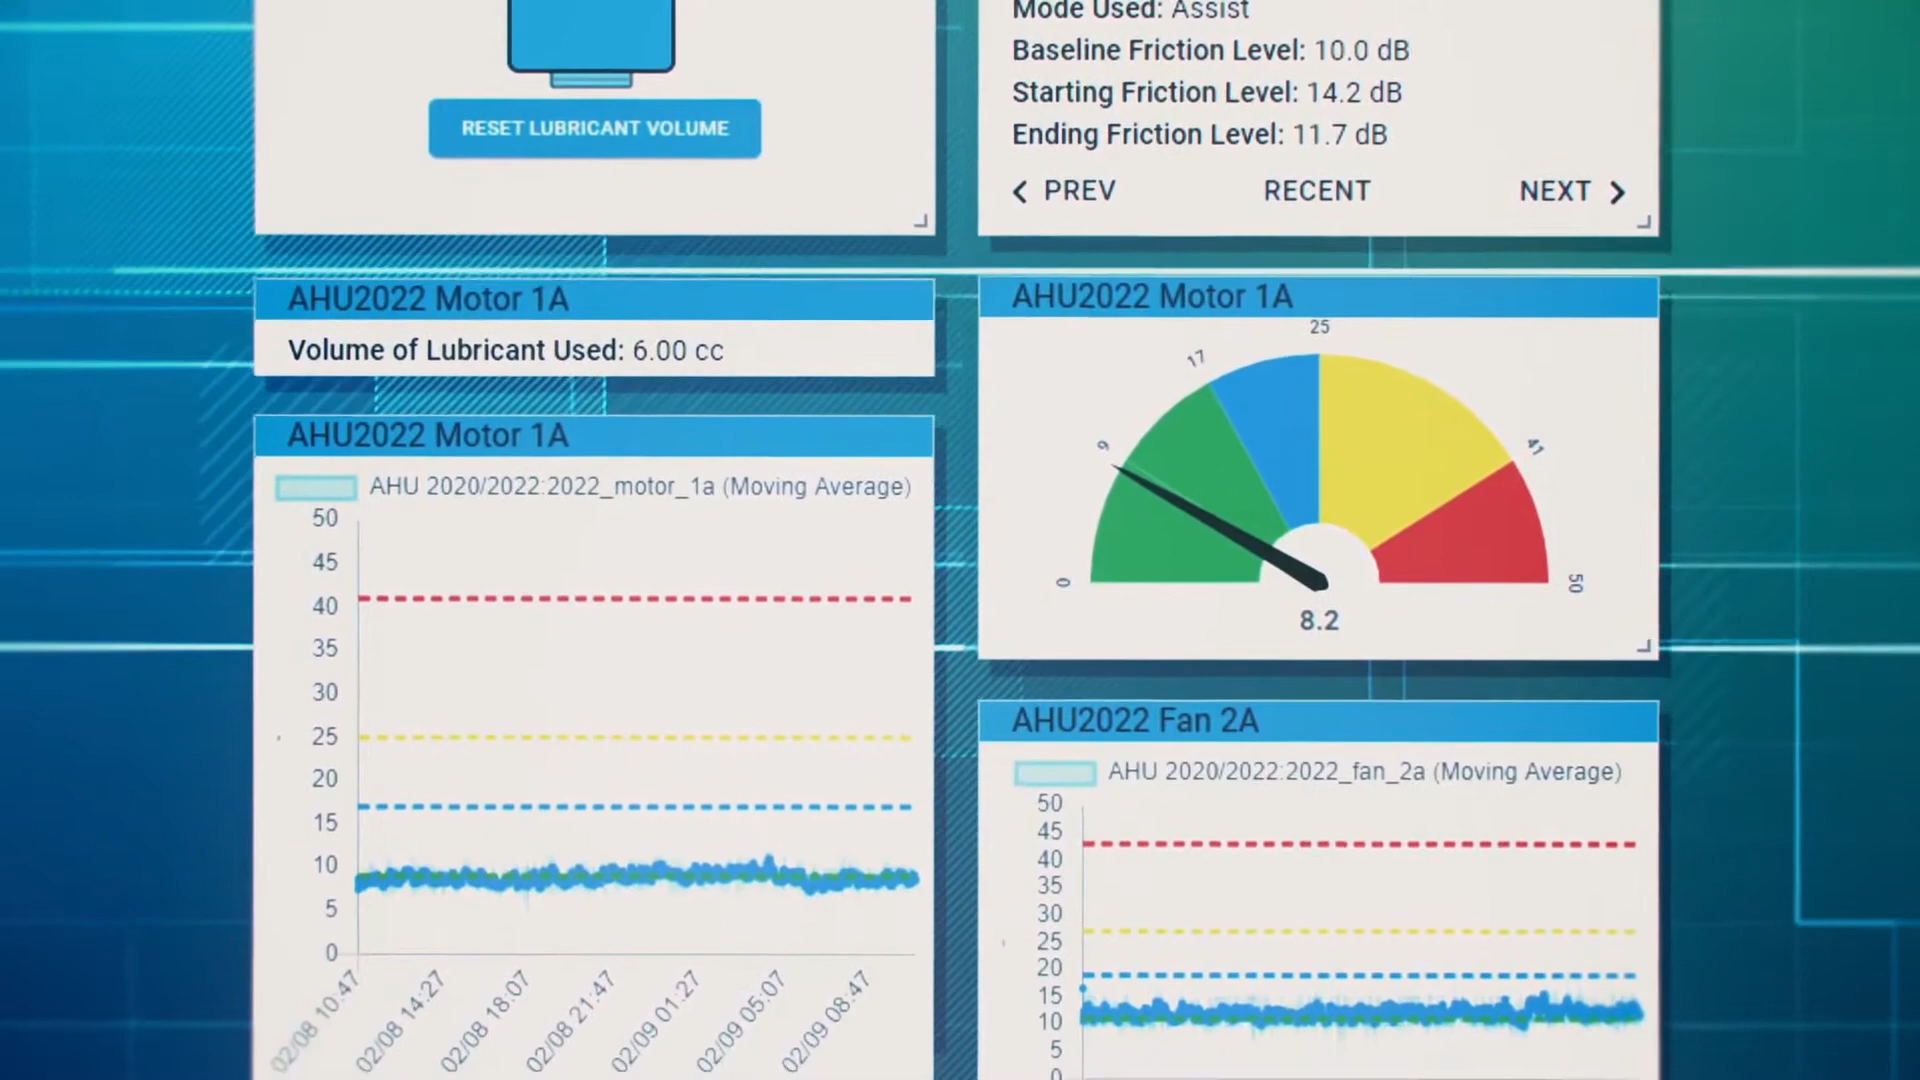 RESET LUBRICANT VOLUME
Mode Used: Assist
Baseline Friction Level: 10.0 dB
Starting Friction Level: 14.2 dB
Ending Friction Level: 11.7 dB
PREV RECENT NEXT
AHU2022 Motor 1A
Volume of Lubricant Used: 6.00 cc
AHU2022 Motor 1A
0 9 17 25 41 50
8.2
AHU2022 Motor 1A
AHU 2020/2022:2022_motor_1a (Moving Average)
50
45
40
35
30
25
20
15
10
5
0
02/08 10:47
02/08 14:27
02/08 18:07
02/08 21:47
02/09 01:27
02/09 05:07
02/09 08:47
AHU2022 Fan 2A
AHU 2020/2022:2022_fan_2a (Moving Average)
50
45
40
35
30
25
20
15
10
5
0